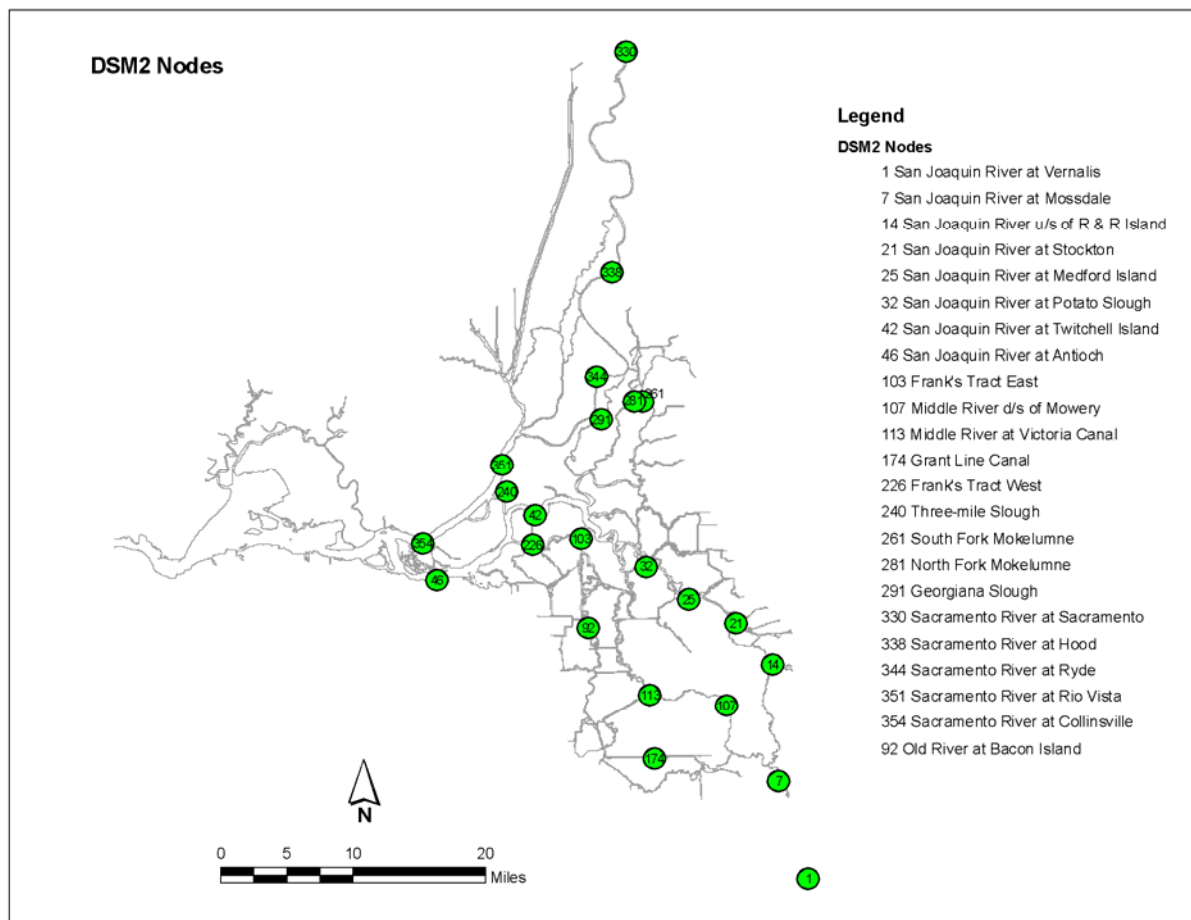 DSM2 Nodes
330
338
344
281
261
291
351
240
42
226
103
354
46
32
25
21
92
14
113
107
174
7
1
N
0 5 10 20
Miles
Legend
DSM2 Nodes
1 San Joaquin River at Vernalis
7 San Joaquin River at Mossdale
14 San Joaquin River u/s of R & R Island
21 San Joaquin River at Stockton
25 San Joaquin River at Medford Island
32 San Joaquin River at Potato Slough
42 San Joaquin River at Twitchell Island
46 San Joaquin River at Antioch
103 Frank's Tract East
107 Middle River d/s of Mowery
113 Middle River at Victoria Canal
174 Grant Line Canal
226 Frank's Tract West
240 Three-mile Slough
261 South Fork Mokelumne
281 North Fork Mokelumne
291 Georgiana Slough
330 Sacramento River at Sacramento
338 Sacramento River at Hood
344 Sacramento River at Ryde
351 Sacramento River at Rio Vista
354 Sacramento River at Collinsville
92 Old River at Bacon Island